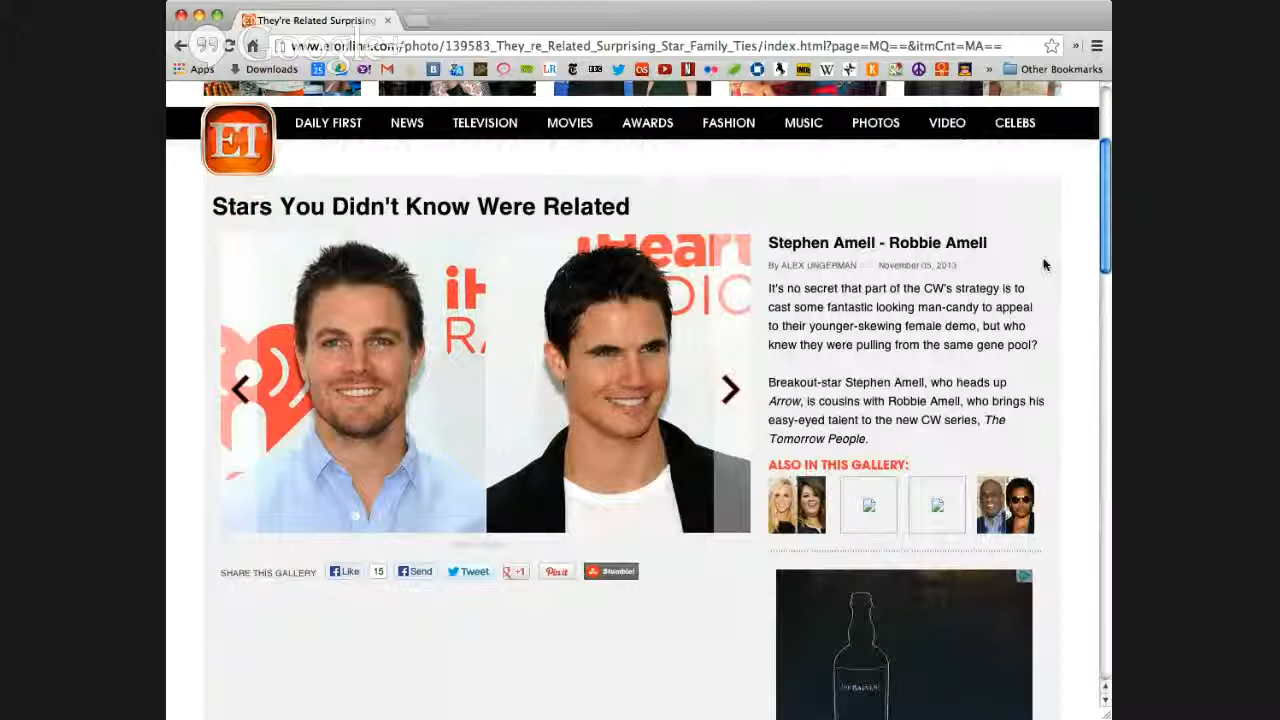 They're Related Surprising
Google+
www.etonline.com/photo/139583_They_re_Related_Surprising_Star_Family_Ties/index.html?page=MQ==&itmCnt=MA==
Apps
Downloads
Other Bookmarks
ET
DAILY FIRST NEWS TELEVISION MOVIES AWARDS FASHION MUSIC PHOTOS VIDEO CELEBS
Stars You Didn't Know Were Related
Stephen Amell - Robbie Amell
By ALEX UNGERMAN November 05, 2013
It's no secret that part of the CW's strategy is to
cast some fantastic looking man-candy to appeal
to their younger-skewing female demo, but who
knew they were pulling from the same gene pool?
Breakout-star Stephen Amell, who heads up
Arrow, is cousins with Robbie Amell, who brings his
easy-eyed talent to the new CW series, The
Tomorrow People.
ALSO IN THIS GALLERY:
SHARE THIS GALLERY Like 15 Send Tweet +1 Pin it Stumble!